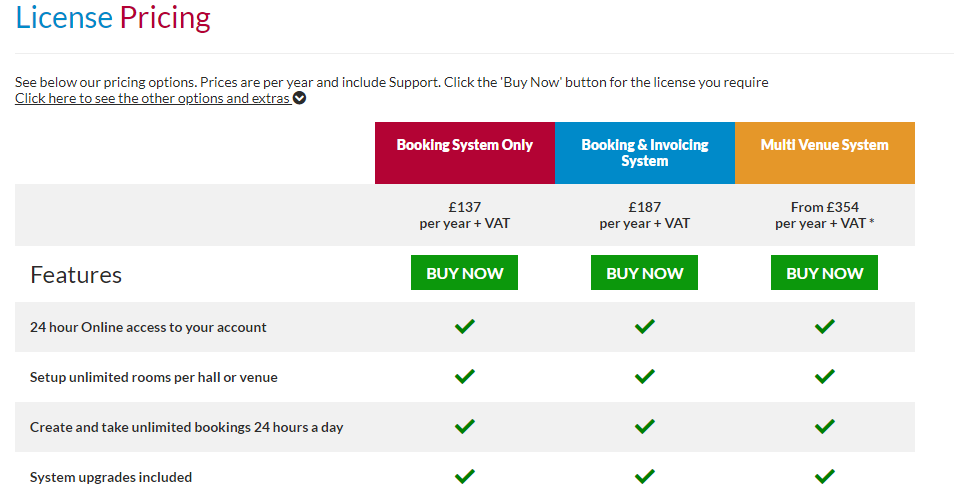 License Pricing
See below our pricing options. Prices are per year and include Support. Click the 'Buy Now' button for the license you require
Click here to see the other options and extras
Booking System Only
Booking & Invoicing
System
Multi Venue System
£137
per year + VAT
£187
per year + VAT
From £354
per year + VAT *
Features
BUY NOW
BUY NOW
BUY NOW
24 hour Online access to your account
Setup unlimited rooms per hall or venue
Create and take unlimited bookings 24 hours a day
System upgrades included